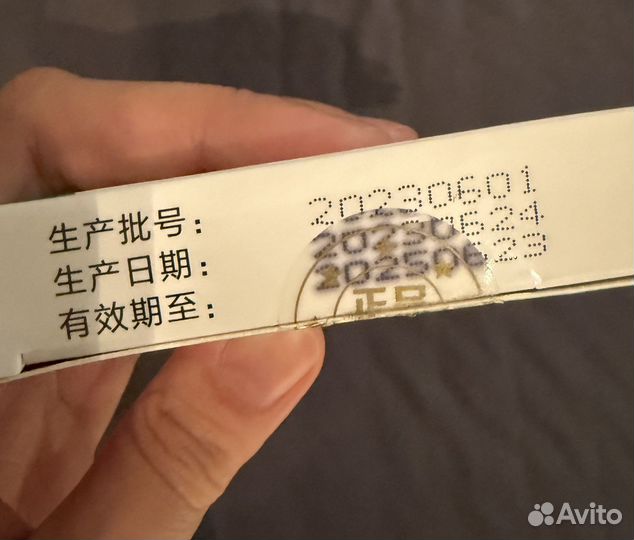 生产批号： 20230601
生产日期： 20230624
有效期至： 20250623
正品
Avito